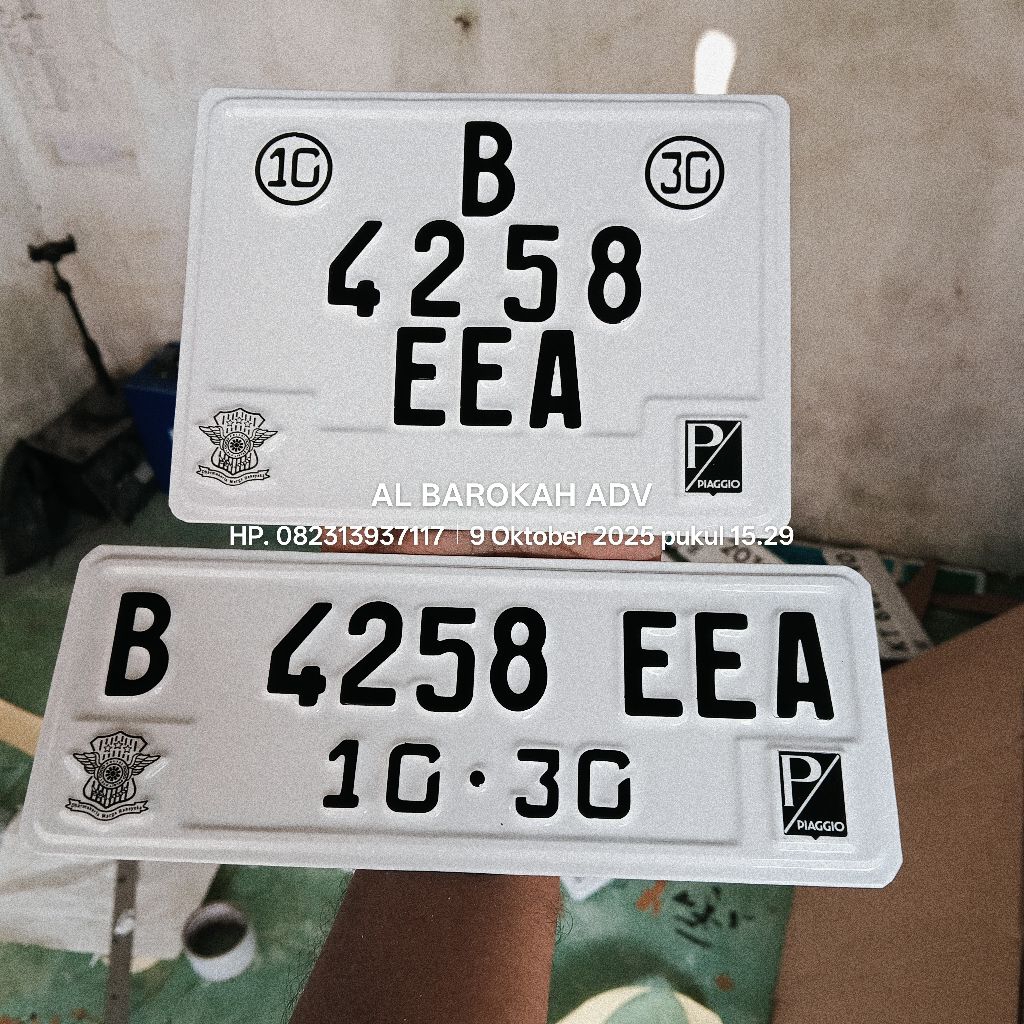 10 B 30
4258
EEA
PIAGGIO
AL BAROKAH ADV
HP. 082313937117 | 9 Oktober 2025 pukul 15.29
B 4258 EEA
10·30
PIAGGIO